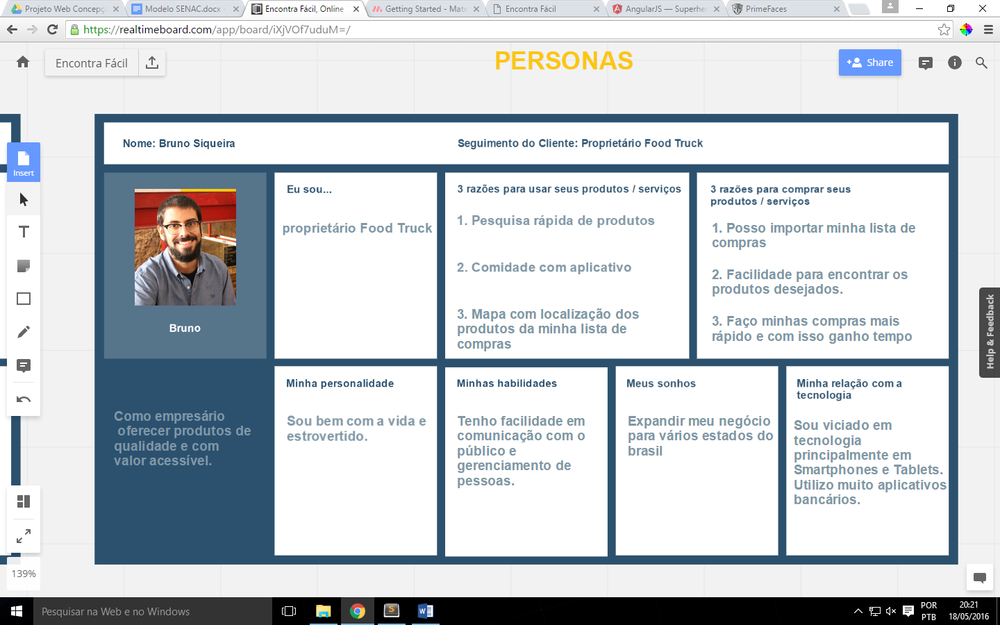 Projeto Web Concepç
Modelo SENAC.docx -
Encontra Fácil, Online
Getting Started - Mate
Encontra Fácil
AngularJS — Superhe
PrimeFaces
https://realtimeboard.com/app/board/iXjVOf7uduM=/
Encontra Fácil
PERSONAS
Share
Insert
Nome: Bruno Siqueira
Seguimento do Cliente: Proprietário Food Truck
Bruno
Eu sou...
proprietário Food Truck
3 razões para usar seus produtos / serviços
1. Pesquisa rápida de produtos
2. Comidade com aplicativo
3. Mapa com localização dos
produtos da minha lista de
compras
3 razões para comprar seus
produtos / serviços
1. Posso importar minha lista de
compras
2. Facilidade para encontrar os
produtos desejados.
3. Faço minhas compras mais
rápido e com isso ganho tempo
Como empresário
oferecer produtos de
qualidade e com
valor acessível.
Minha personalidade
Sou bem com a vida e
estrovertido.
Minhas habilidades
Tenho facilidade em
comunicação com o
público e
gerenciamento de
pessoas.
Meus sonhos
Expandir meu negócio
para vários estados do
brasil
Minha relação com a
tecnologia
Sou viciado em
tecnologia
principalmente em
Smartphones e Tablets.
Utilizo muito aplicativos
bancários.
Help & Feedback
139%
Pesquisar na Web e no Windows
POR
PTB
20:21
18/05/2016